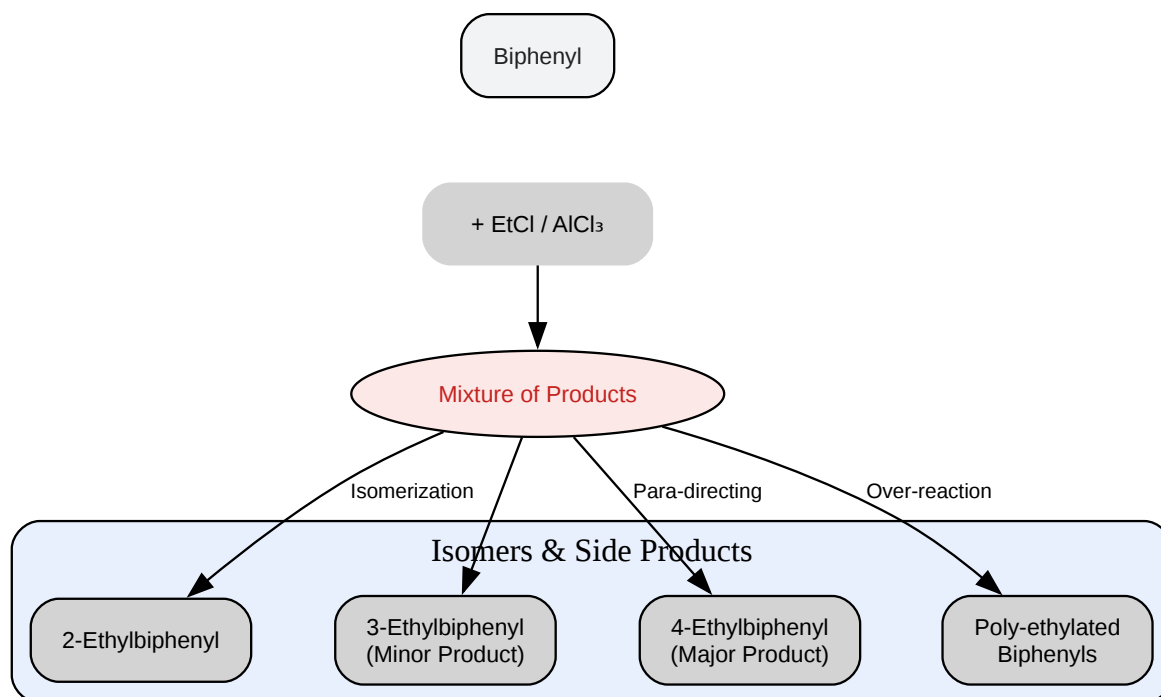 Biphenyl
+ EtCl / AlCl₃
Mixture of Products
Isomerization
Para-directing
Over-reaction
Isomers & Side Products
2-Ethylbiphenyl
3-Ethylbiphenyl
(Minor Product)
4-Ethylbiphenyl
(Major Product)
Poly-ethylated
Biphenyls